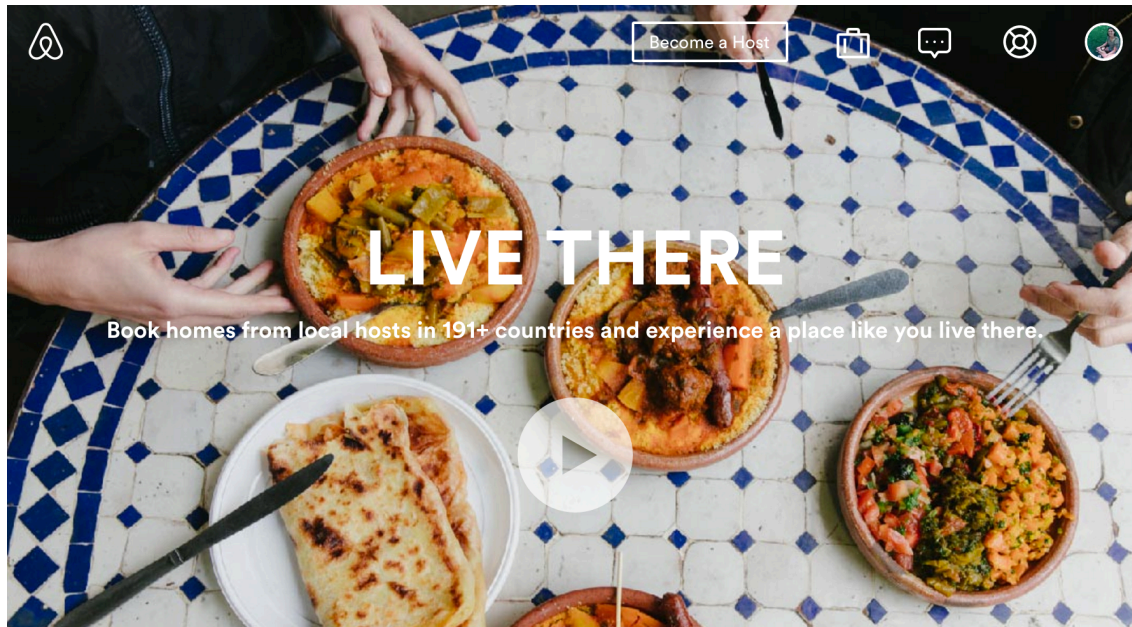 Become a Host
LIVE THERE
Book homes from local hosts in 191+ countries and experience a place like you live there.